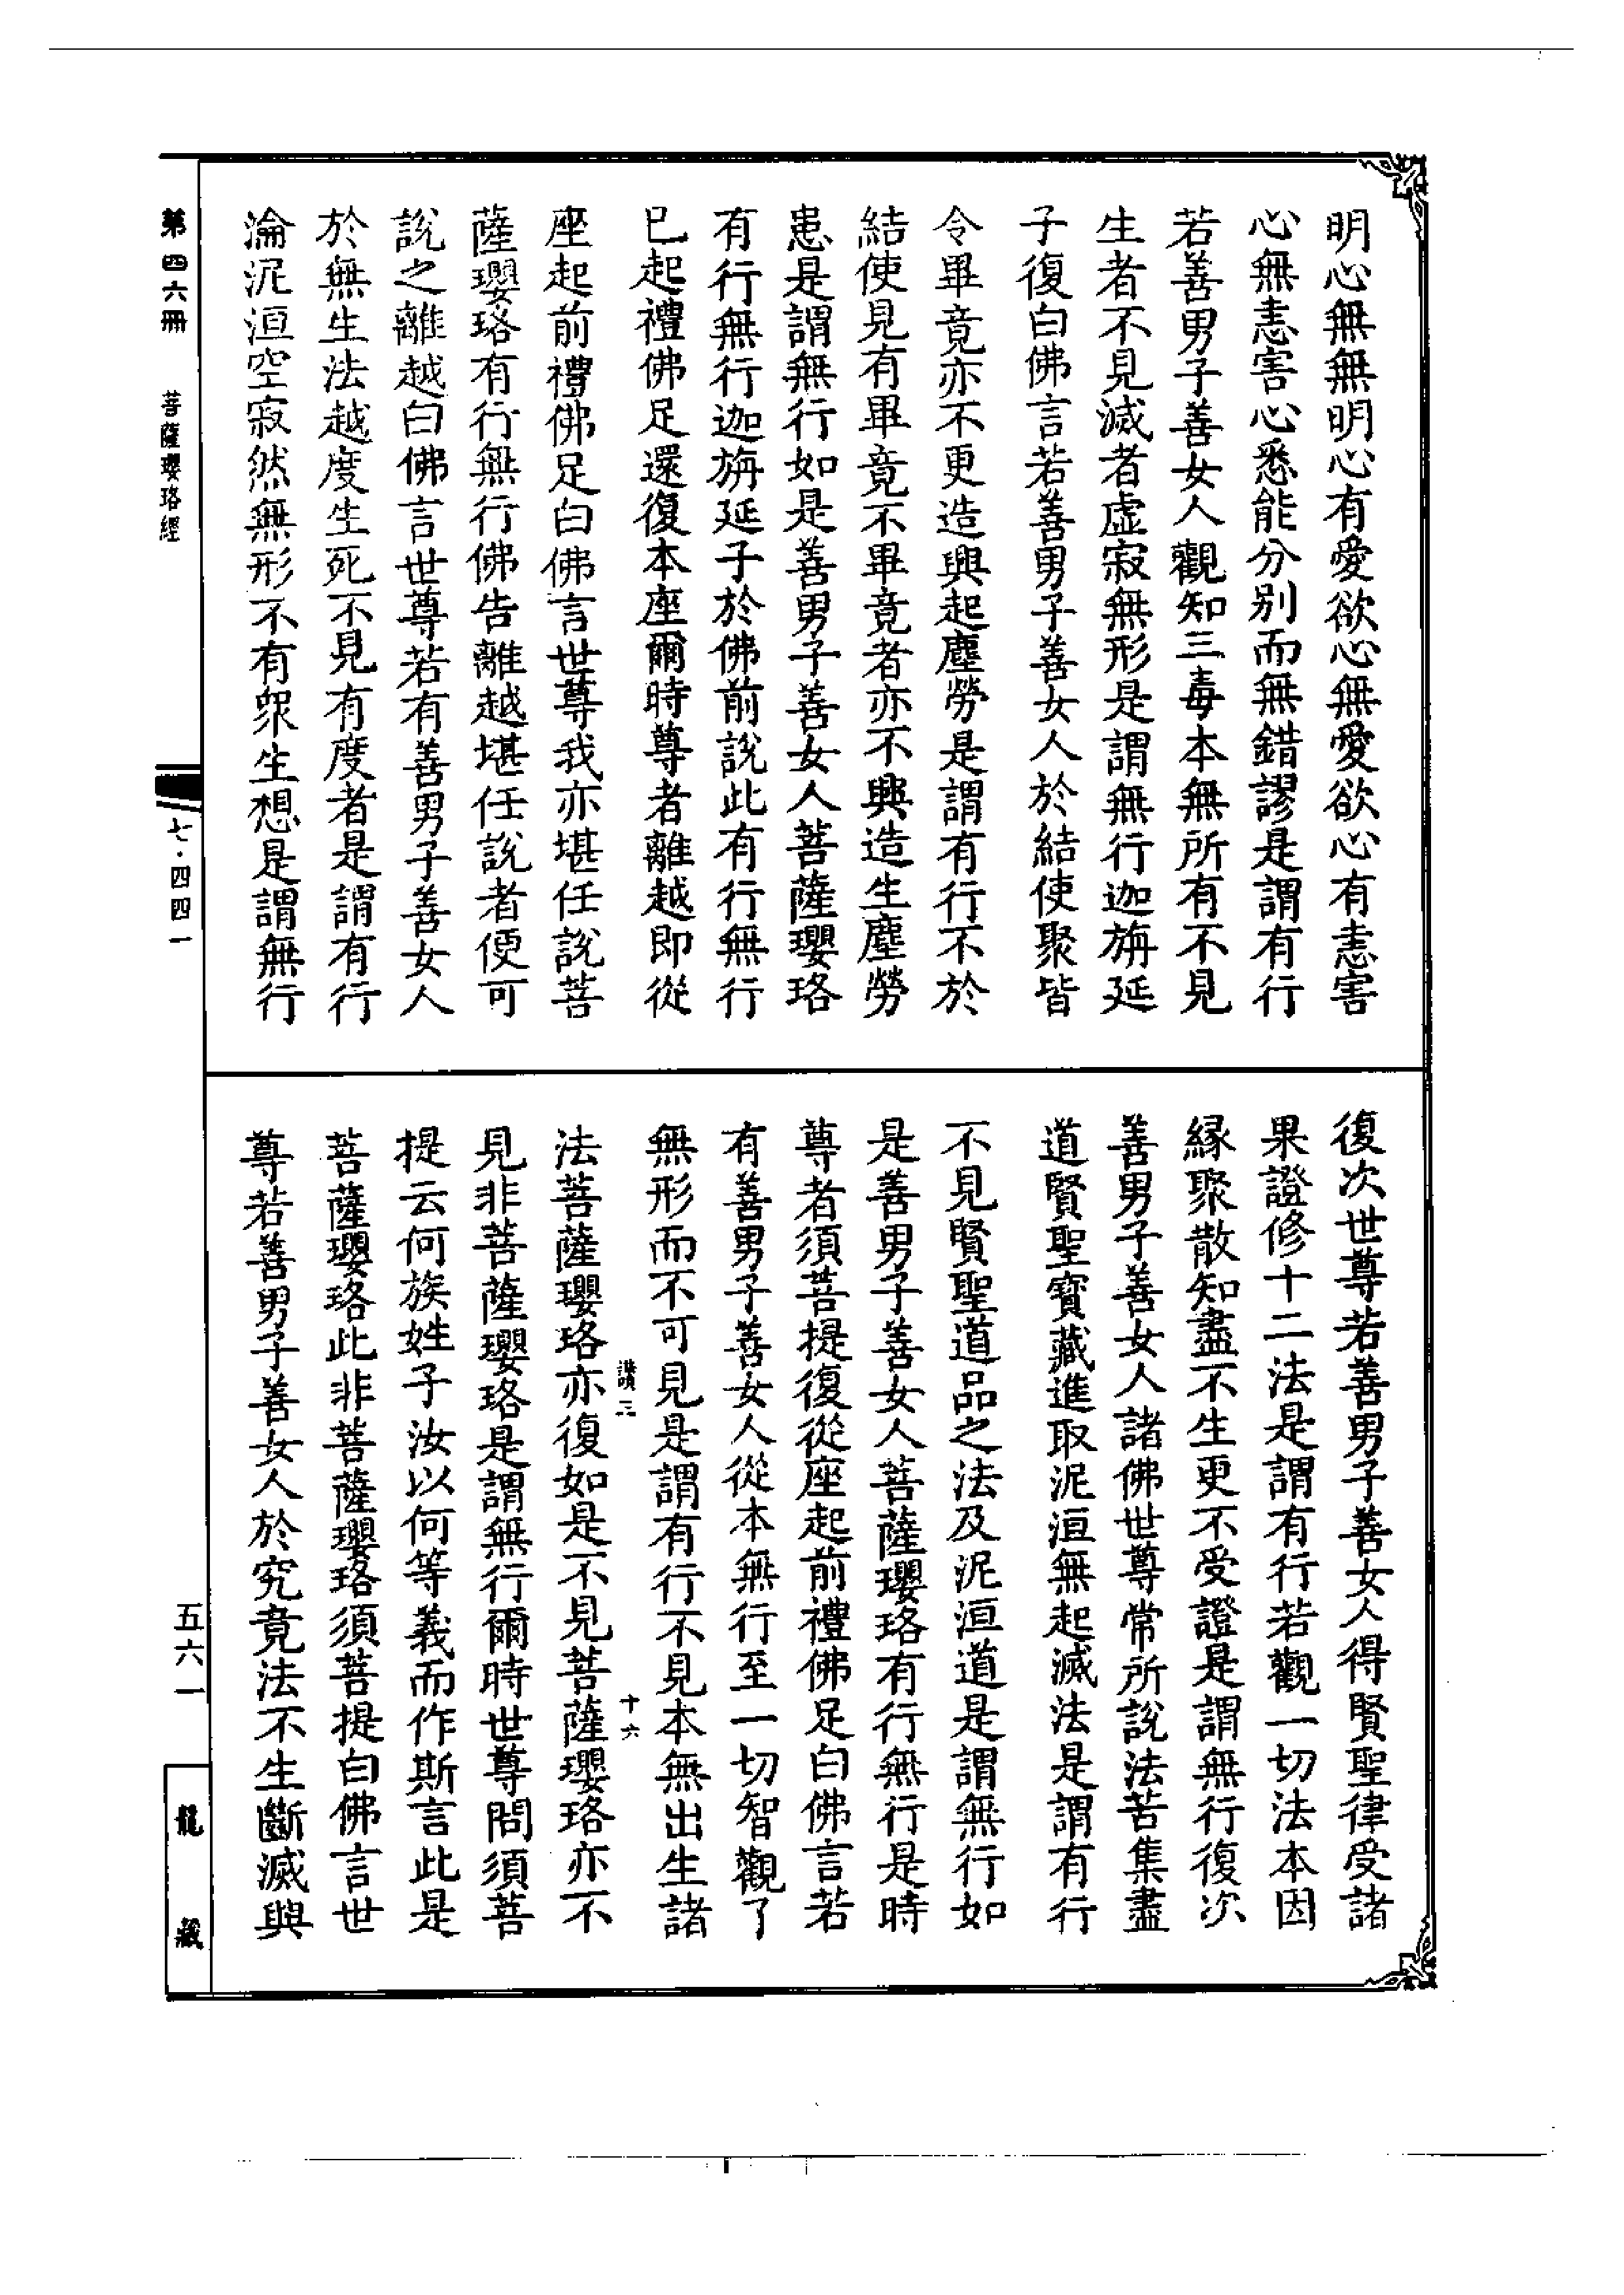 明心無無明心有愛欲心無愛欲心有恚害
心無恚害心悉能分别而無錯謬是謂有行
若善男子善女人觀知三毒本無所有不見
生者不見滅者虛寂無形是謂無行迦旃延
子復白佛言若善男子善女人於結使聚皆
令畢竟亦不更造興起塵勞是謂有行不於
結使見有畢竟不畢竟者亦不興造生塵勞
患是謂無行如是善男子善女人菩薩瓔珞
有行無行迦旃延子於佛前說此有行無行
已起禮佛足還復本座爾時尊者離越即從
座起前禮佛足白佛言世尊我亦堪任說菩
薩瓔珞有行無行佛告離越堪任說者便可
說之離越白佛言世尊若有善男子善女人
於無生法越度生死不見有度者是謂有行
淪泥洹空寂然無形不有衆生想是謂無行
復次世尊若善男子善女人得賢聖律受諸
果證修十二法是謂有行若觀一切法本因
縁聚散知盡不生更不受證是謂無行復次
善男子善女人諸佛世尊常所說法苦集盡
道賢聖寶藏進取泥洹無起滅法是謂有行
不見賢聖道品之法及泥洹道是謂無行如
是善男子善女人菩薩瓔珞有行無行是時
尊者須菩提復從座起前禮佛足白佛言若
有善男子善女人從本無行至一切智觀了
無形而不可見是謂有行不見本無出生諸
法菩薩瓔珞亦復如是不見菩薩瓔珞亦不
見非菩薩瓔珞是謂無行爾時世尊問須菩
提云何族姓子汝以何等義而作斯言此是
菩薩瓔珞此非菩薩瓔珞須菩提白佛言世
尊若善男子善女人於究竟法不生斷滅與
三
十六
第四六冊 菩薩瓔珞經
七·四四一
五六一
龍藏